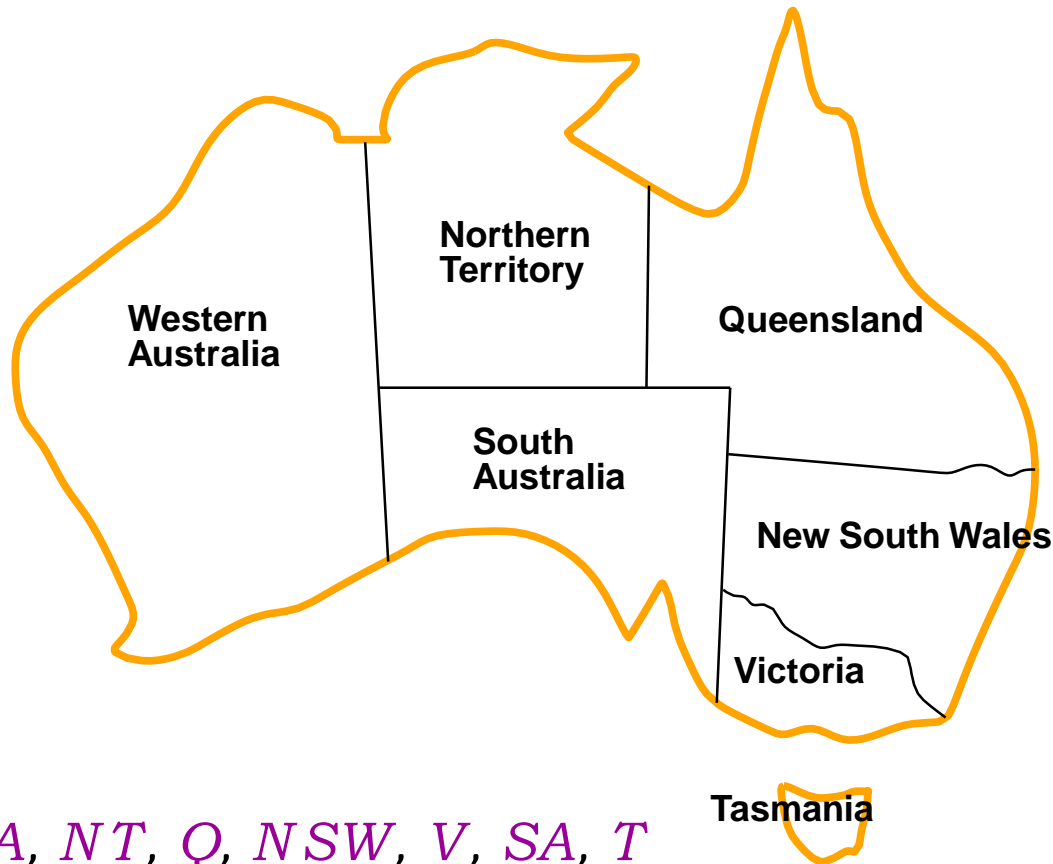 Northern
Territory
Western
Australia
Queensland
South
Australia
New South Wales
Victoria
Tasmania
A, NT, Q, NSW, V, SA, T